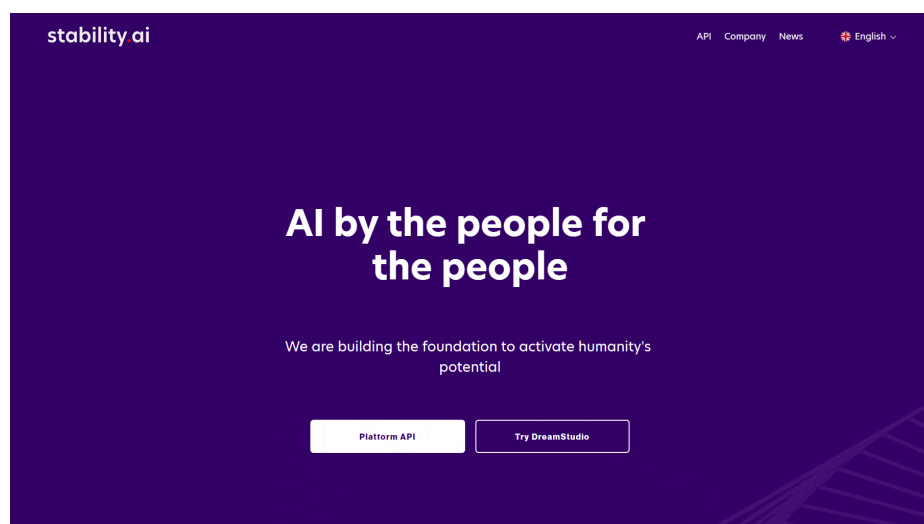 stability.ai
API Company News English
AI by the people for
the people
We are building the foundation to activate humanity's
potential
Platform API Try DreamStudio